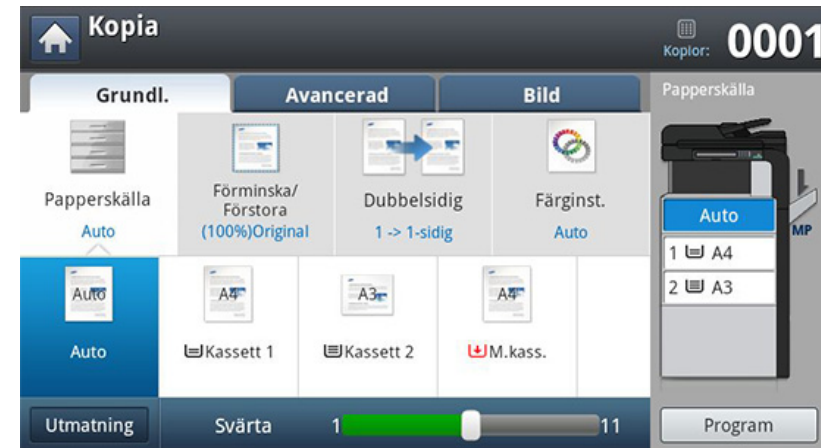 Kopia
Kopior: 0001
Grundl.
Avancerad
Bild
Papperskälla
Papperskälla
Auto
Förminska/
Förstora
(100%)Original
Dubbelsidig
1 -> 1-sidig
Färginst.
Auto
Auto
MP
1 A4
2 A3
Auto
Auto
A4
Kassett 1
A3
Kassett 2
A4
M.kass.
Utmatning
Svärta
1
11
Program